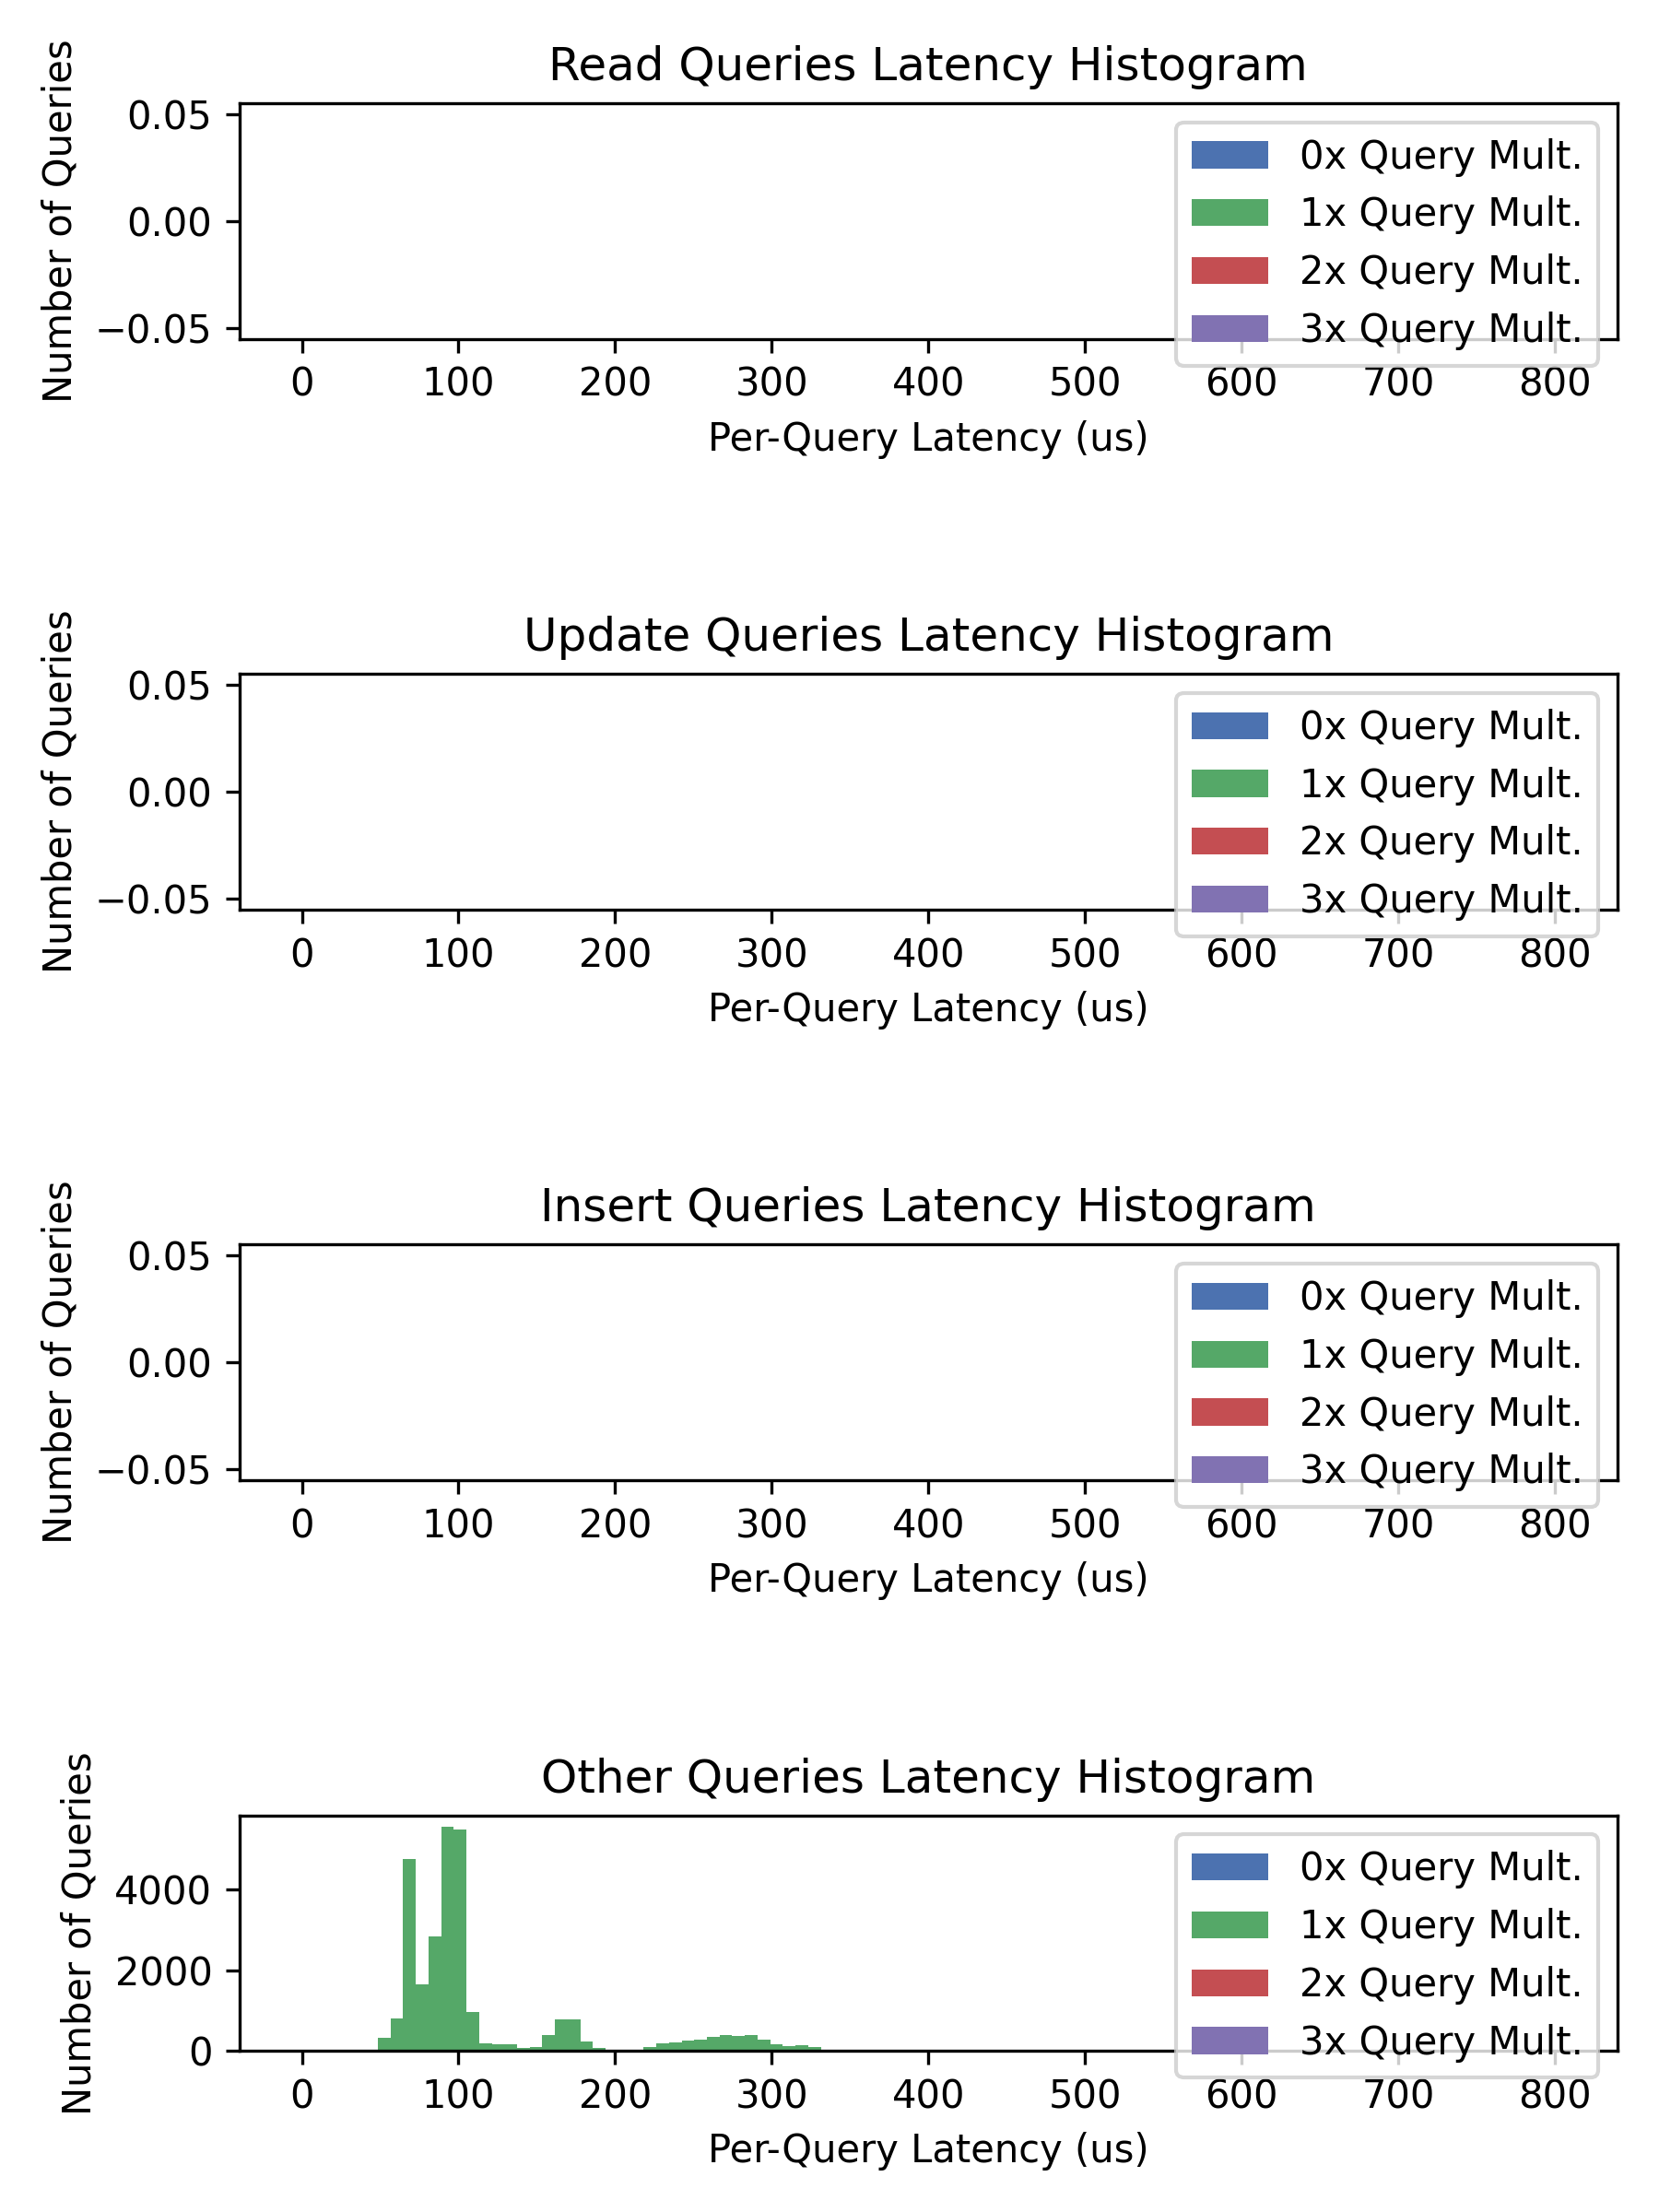 Read Queries Latency Histogram
Number of Queries
0.05
0.00
−0.05
0x Query Mult.
1x Query Mult.
2x Query Mult.
3x Query Mult.
0 100 200 300 400 500 600 700 800
Per-Query Latency (us)
Update Queries Latency Histogram
Number of Queries
0.05
0.00
−0.05
0x Query Mult.
1x Query Mult.
2x Query Mult.
3x Query Mult.
0 100 200 300 400 500 600 700 800
Per-Query Latency (us)
Insert Queries Latency Histogram
Number of Queries
0.05
0.00
−0.05
0x Query Mult.
1x Query Mult.
2x Query Mult.
3x Query Mult.
0 100 200 300 400 500 600 700 800
Per-Query Latency (us)
Other Queries Latency Histogram
Number of Queries
4000
2000
0
0x Query Mult.
1x Query Mult.
2x Query Mult.
3x Query Mult.
0 100 200 300 400 500 600 700 800
Per-Query Latency (us)